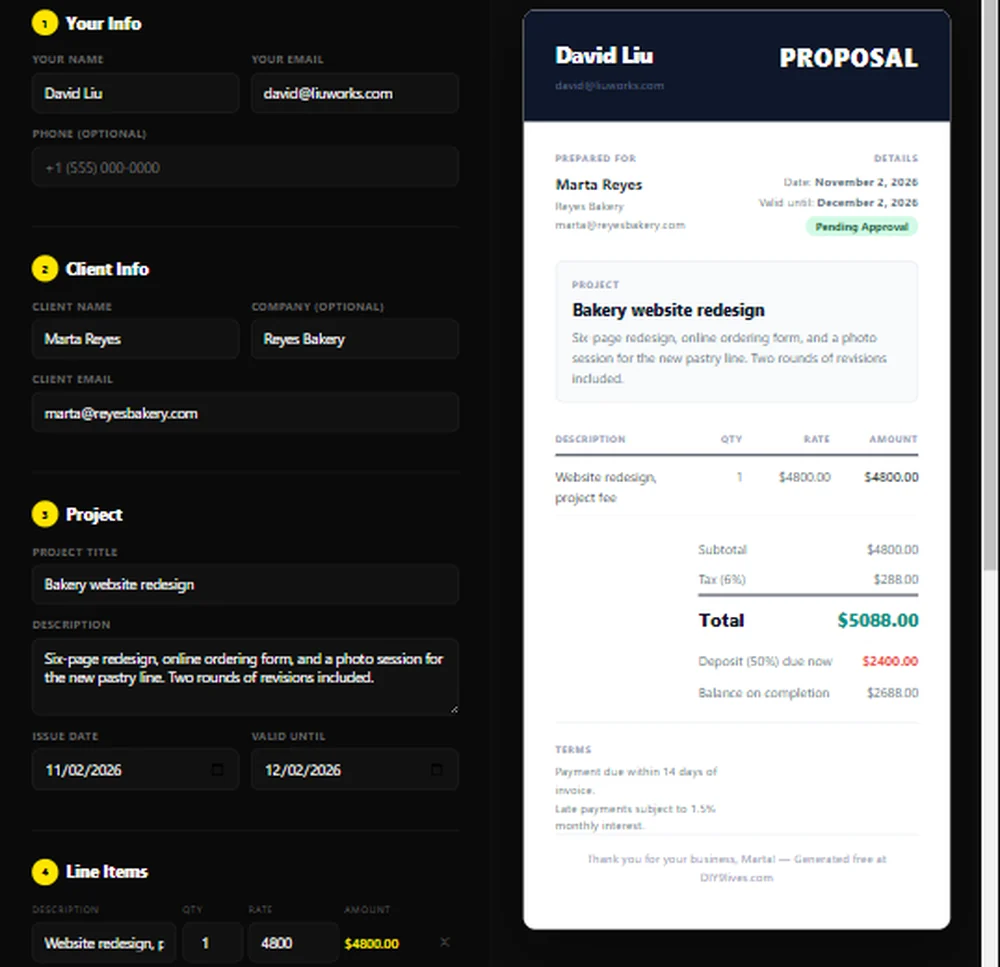 1 Your Info
YOUR NAME YOUR EMAIL
David Liu david@liuworks.com
PHONE (OPTIONAL)
+1 (555) 000-0000
2 Client Info
CLIENT NAME COMPANY (OPTIONAL)
Marta Reyes Reyes Bakery
CLIENT EMAIL
marta@reyesbakery.com
3 Project
PROJECT TITLE
Bakery website redesign
DESCRIPTION
Six-page redesign, online ordering form, and a photo session for
the new pastry line. Two rounds of revisions included.
ISSUE DATE VALID UNTIL
11/02/2026 12/02/2026
4 Line Items
DESCRIPTION QTY RATE AMOUNT
Website redesign, p 1 4800 $4800.00 ×
David Liu PROPOSAL
david@liuworks.com
PREPARED FOR DETAILS
Marta Reyes Date: November 2, 2026
Reyes Bakery Valid until: December 2, 2026
marta@reyesbakery.com Pending Approval
PROJECT
Bakery website redesign
Six-page redesign, online ordering form, and a photo
session for the new pastry line. Two rounds of revisions
included.
DESCRIPTION QTY RATE AMOUNT
Website redesign, 1 $4800.00 $4800.00
project fee
Subtotal $4800.00
Tax (6%) $288.00
Total $5088.00
Deposit (50%) due now $2400.00
Balance on completion $2688.00
TERMS
Payment due within 14 days of
invoice.
Late payments subject to 1.5%
monthly interest.
Thank you for your business, Marta! — Generated free at
DIY9lives.com